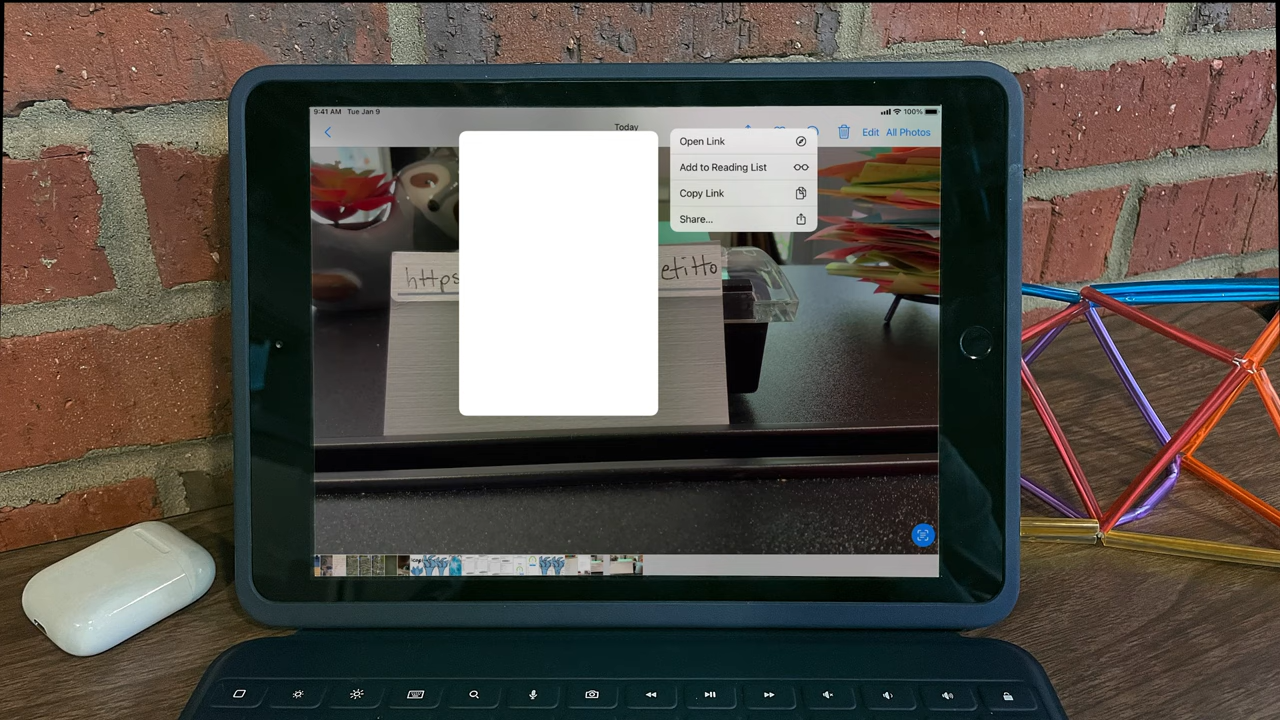 9:41 AM Tue Jan 9
100%
Today
Edit All Photos
Open Link
Add to Reading List
Copy Link
Share...
https
etitto